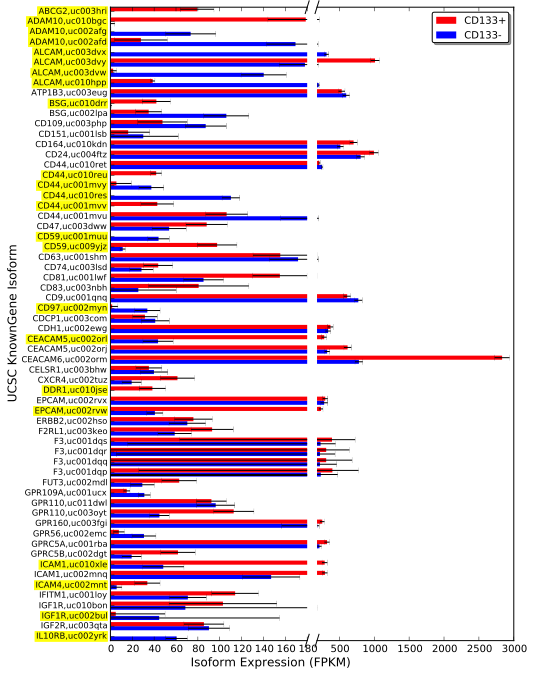 CD133+
CD133-
UCSC KnownGene Isoform
ABCG2,uc003hri
ADAM10,uc010bgc
ADAM10,uc002afg
ADAM10,uc002afd
ALCAM,uc003dvx
ALCAM,uc003dvy
ALCAM,uc003dvw
ALCAM,uc010hpp
ATP1B3,uc003eug
BSG,uc010drr
BSG,uc002lpa
CD109,uc003php
CD151,uc001lsb
CD164,uc010kdn
CD24,uc004ftz
CD44,uc010ret
CD44,uc010reu
CD44,uc001mvy
CD44,uc010res
CD44,uc001mvv
CD44,uc001mvu
CD47,uc003dww
CD59,uc001muu
CD59,uc009yjz
CD63,uc001shm
CD74,uc003lsd
CD81,uc001lwf
CD83,uc003nbh
CD9,uc001qnq
CD97,uc002myn
CDCP1,uc003com
CDH1,uc002ewg
CEACAM5,uc002orl
CEACAM5,uc002orj
CEACAM6,uc002orm
CELSR1,uc003bhw
CXCR4,uc002tuz
DDR1,uc010jse
EPCAM,uc002rvx
EPCAM,uc002rvw
ERBB2,uc002hso
F2RL1,uc003keo
F3,uc001dqs
F3,uc001dqr
F3,uc001dqq
F3,uc001dqp
FUT3,uc002mdl
GPR109A,uc001ucx
GPR110,uc011dwl
GPR110,uc003oyt
GPR160,uc003fgi
GPR56,uc002emc
GPRC5A,uc001rba
GPRC5B,uc002dgt
ICAM1,uc010xle
ICAM1,uc002mnq
ICAM4,uc002mnt
IFITM1,uc001loy
IGF1R,uc010bon
IGF1R,uc002bul
IGF2R,uc003qta
IL10RB,uc002yrk
0 20 40 60 80 100 120 140 160 180 500 1000 1500 2000 2500 3000
Isoform Expression (FPKM)